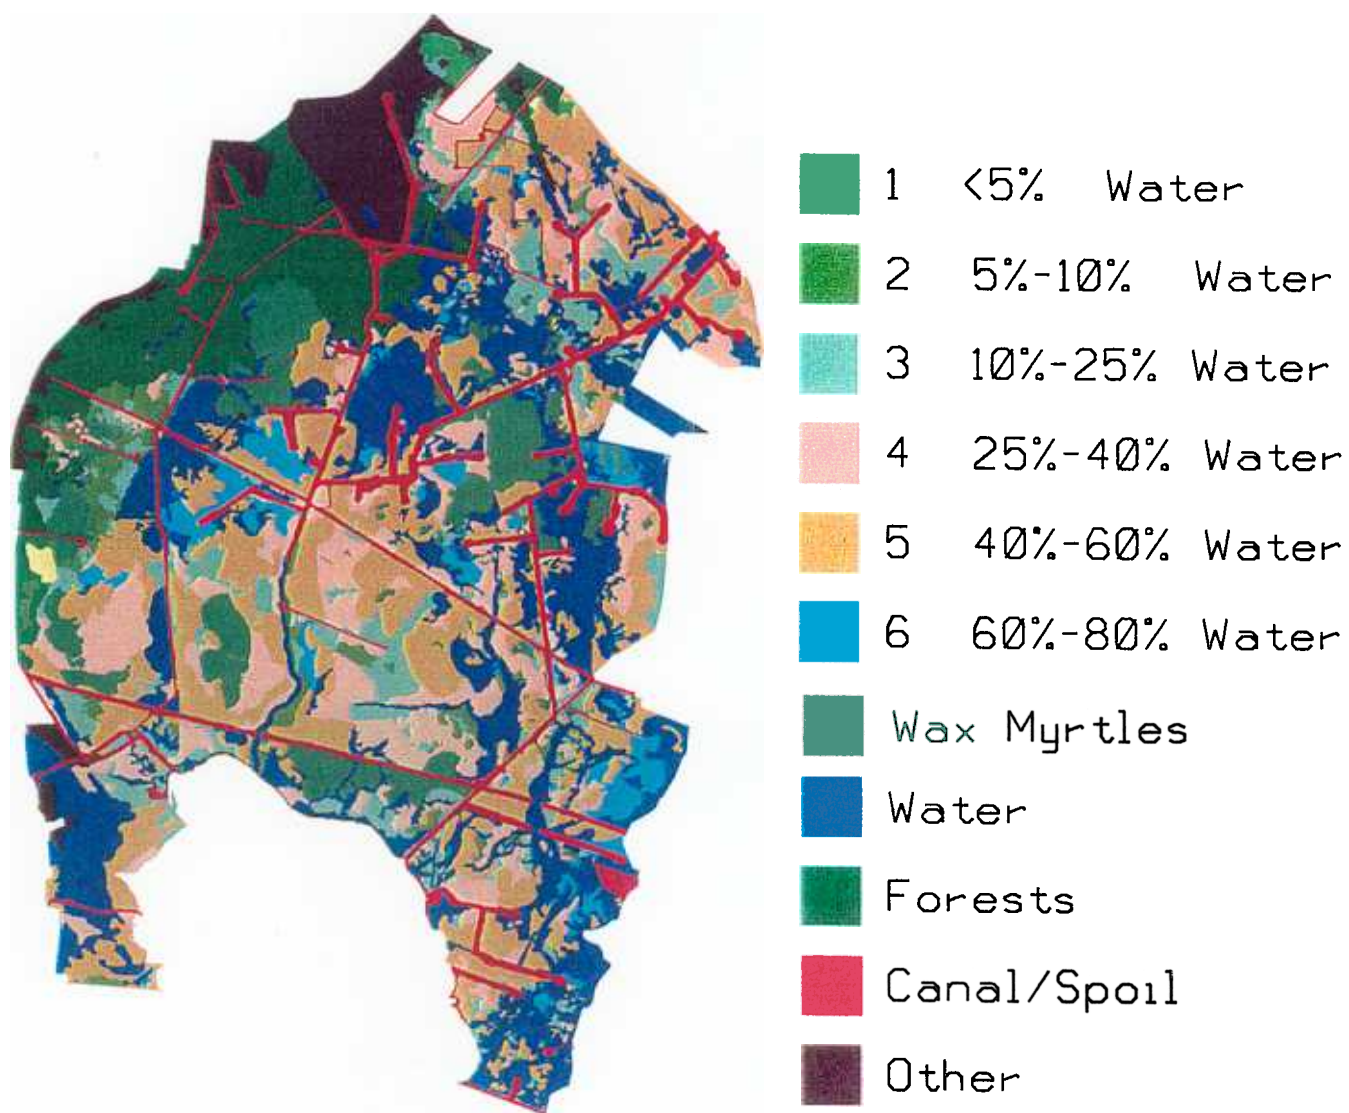 1 <5% Water
2 5%-10% Water
3 10%-25% Water
4 25%-40% Water
5 40%-60% Water
6 60%-80% Water
Wax Myrtles
Water
Forests
Canal/Spoil
Other